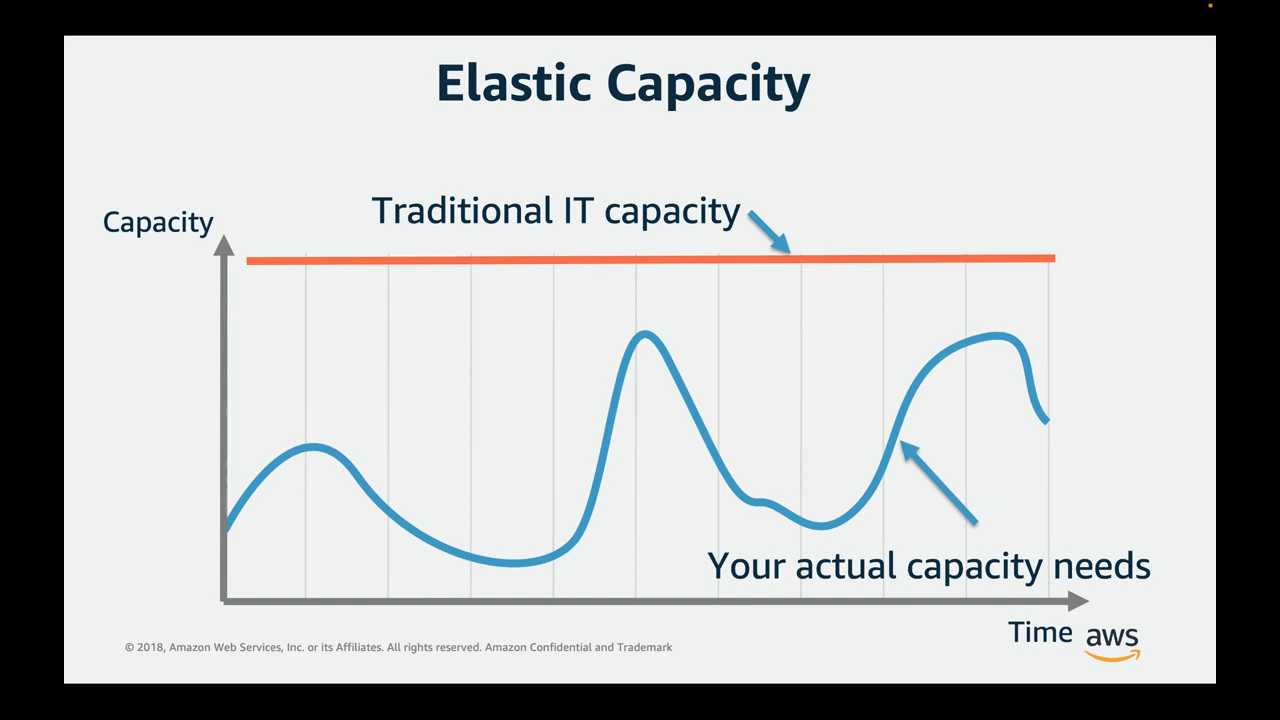 Elastic Capacity
Traditional IT capacity
Capacity
Your actual capacity needs
Time
aws
© 2018, Amazon Web Services, Inc. or its Affiliates. All rights reserved. Amazon Confidential and Trademark